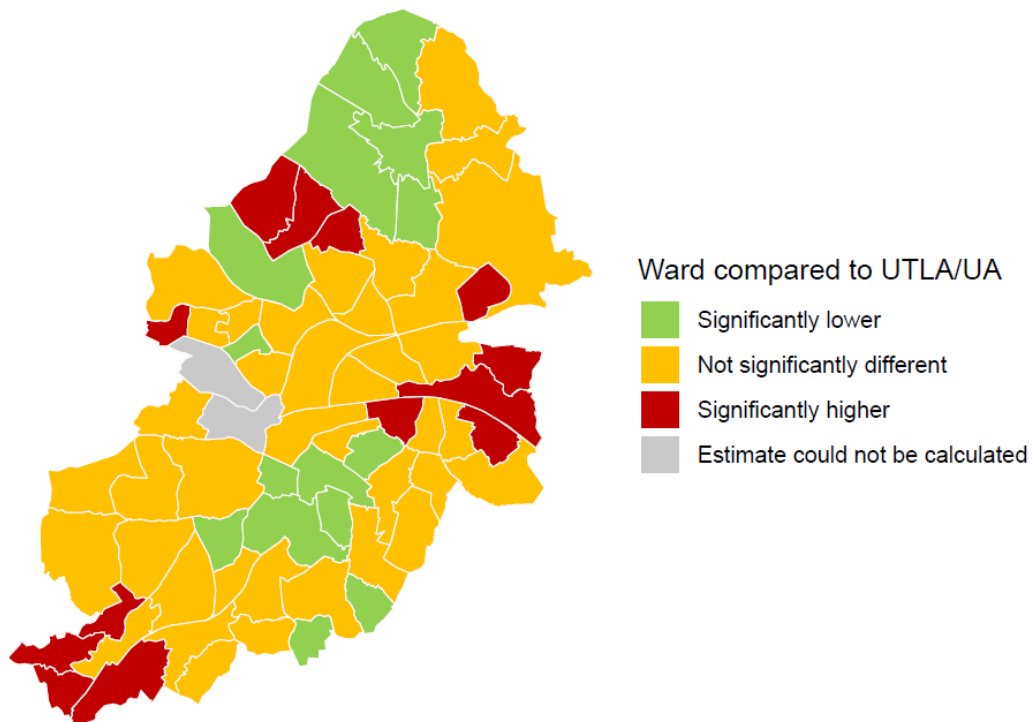 Ward compared to UTLA/UA
Significantly lower
Not significantly different
Significantly higher
Estimate could not be calculated